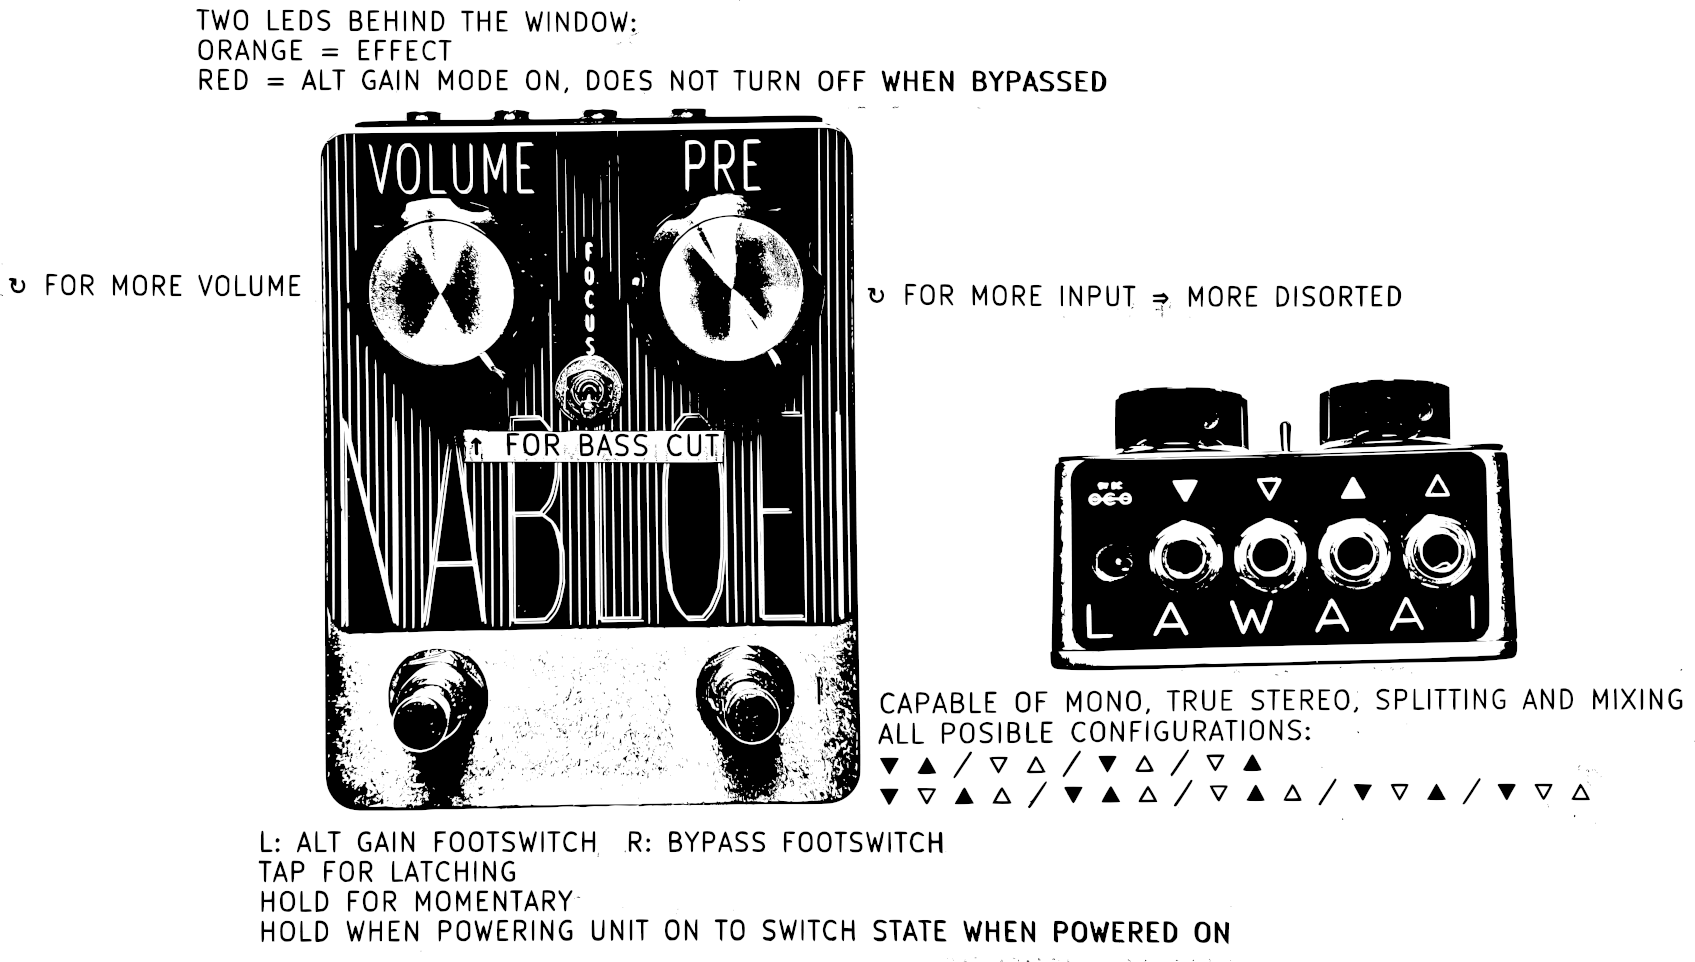 TWO LEDS BEHIND THE WINDOW:
ORANGE = EFFECT
RED = ALT GAIN MODE ON, DOES NOT TURN OFF WHEN BYPASSED
VOLUME PRE
FOCUS
↻ FOR MORE VOLUME
↻ FOR MORE INPUT ⇒ MORE DISORTED
↑ FOR BASS CUT
NABLOE
9V DC
▼ ▽ ▲ △
LAWAAI
CAPABLE OF MONO, TRUE STEREO, SPLITTING AND MIXING
ALL POSIBLE CONFIGURATIONS:
▼ ▲ / ▽ △ / ▼ △ / ▽ ▲
▼ ▽ ▲ △ / ▼ ▲ △ / ▽ ▲ △ / ▼ ▽ ▲ / ▼ ▽ △
L: ALT GAIN FOOTSWITCH R: BYPASS FOOTSWITCH
TAP FOR LATCHING
HOLD FOR MOMENTARY
HOLD WHEN POWERING UNIT ON TO SWITCH STATE WHEN POWERED ON